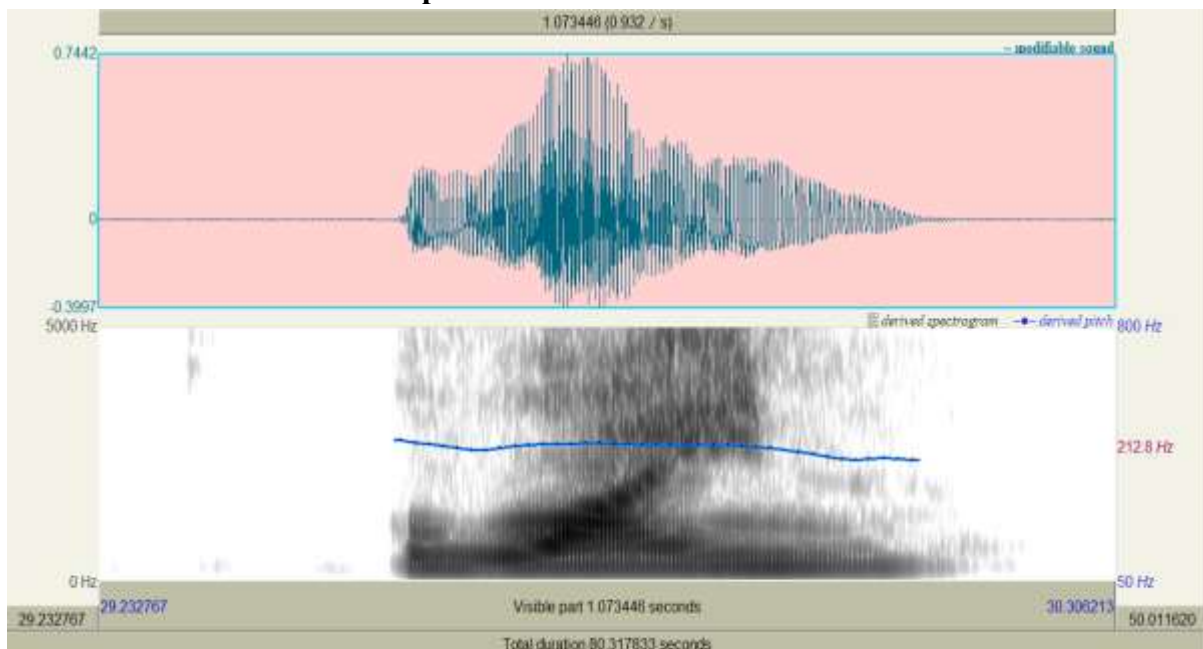 1.073446 (0.932 / s)
0.7442
~ modifiable sound
0
-0.3997
5000 Hz
derived spectrogram
derived pitch
800 Hz
212.8 Hz
0 Hz
50 Hz
29.232767
Visible part 1.073446 seconds
30.306213
29.232767
50.011620
Total duration 80.317833 seconds